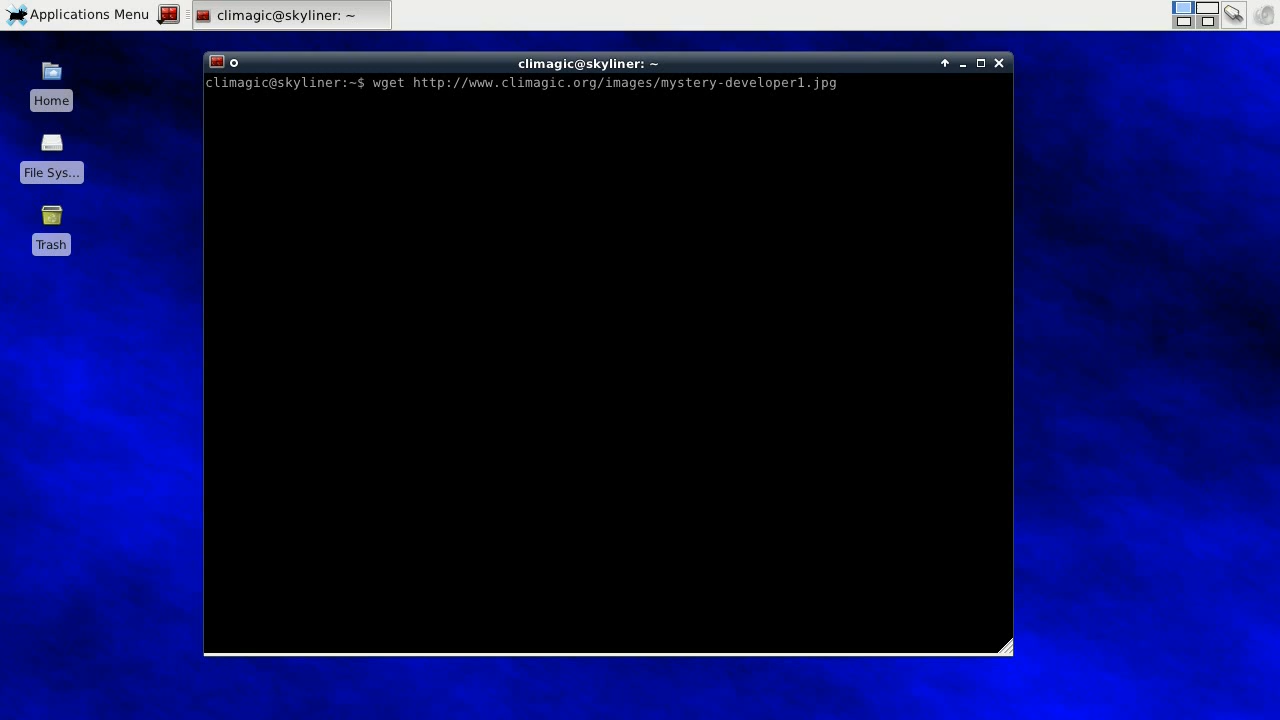 Applications Menu
climagic@skyliner: ~
Home
File Sys...
Trash
climagic@skyliner: ~
climagic@skyliner:~$ wget http://www.climagic.org/images/mystery-developer1.jpg